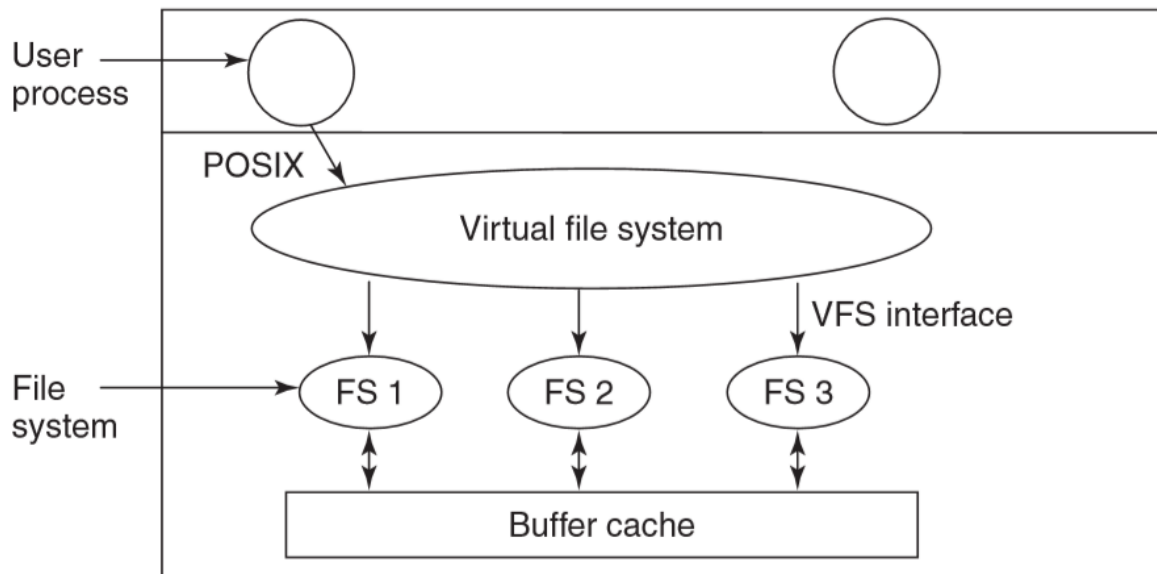 User
process
POSIX
Virtual file system
VFS interface
File
system
FS 1
FS 2
FS 3
Buffer cache